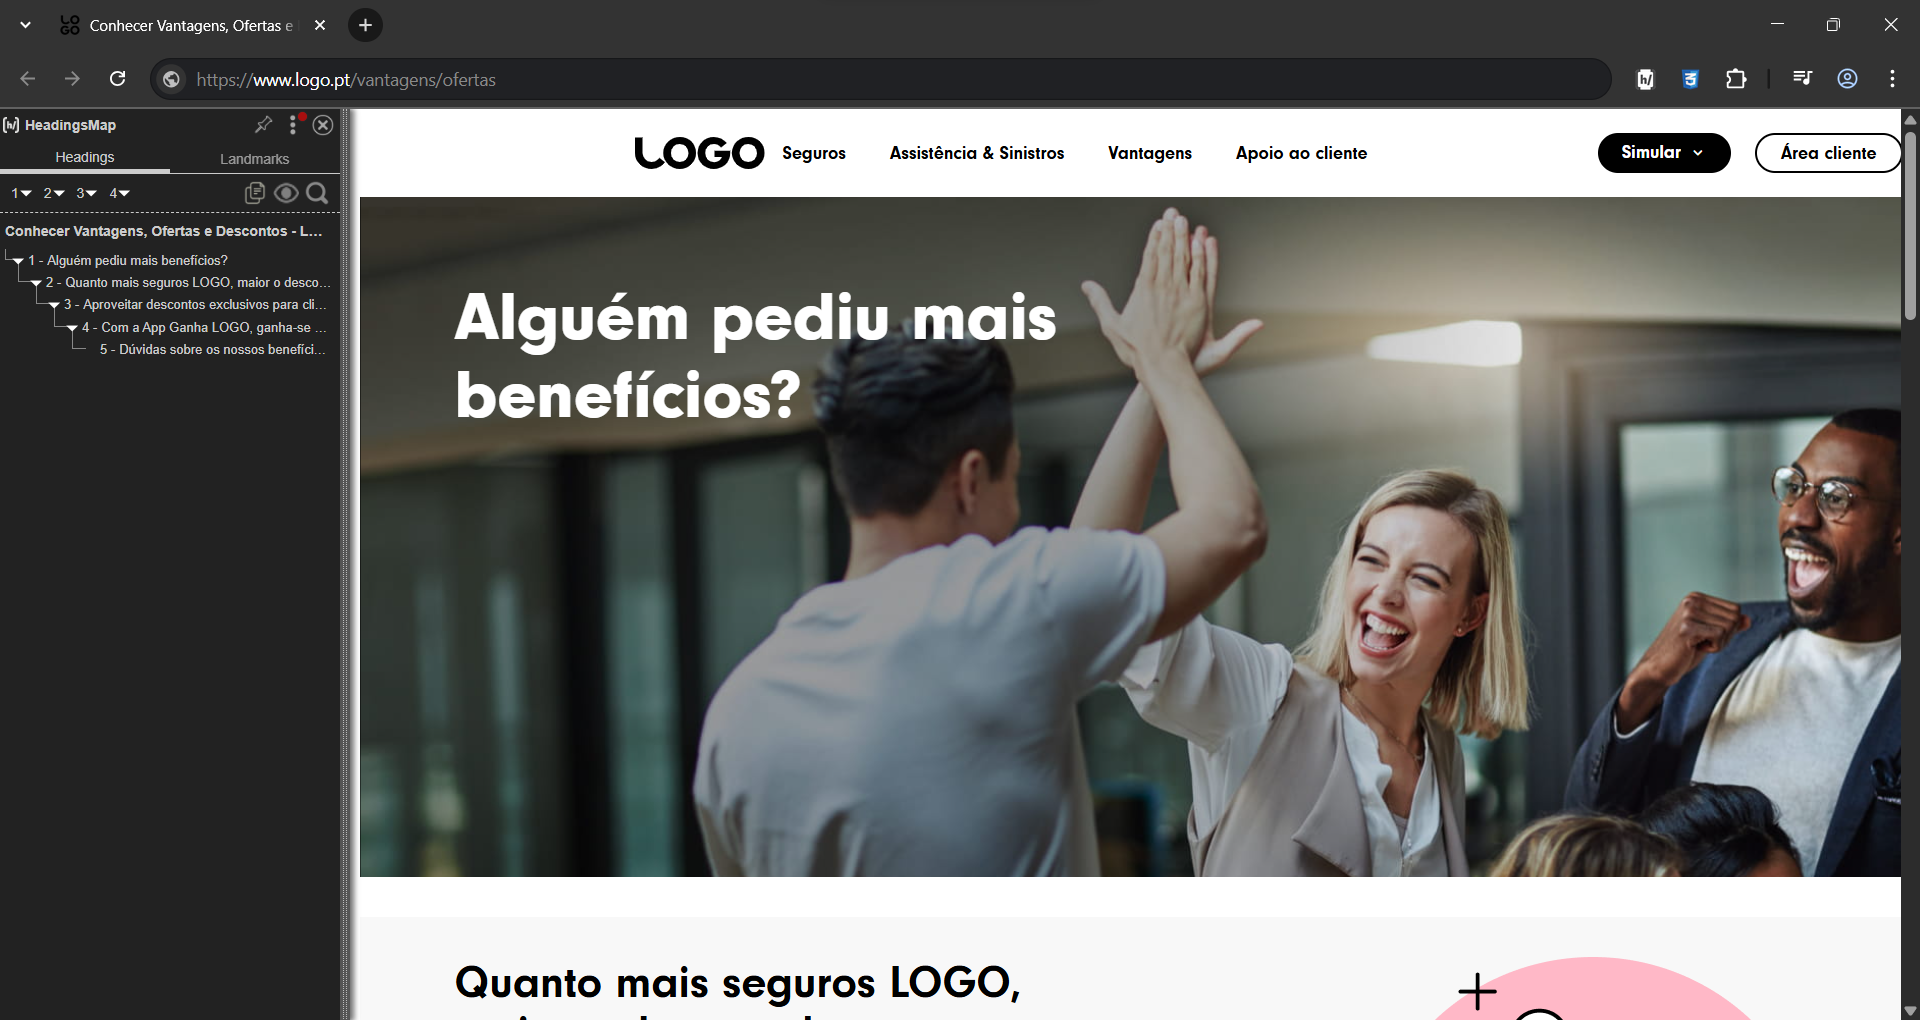 LO
GO
Conhecer Vantagens, Ofertas e
https://www.logo.pt/vantagens/ofertas
[h/] HeadingsMap
Headings
Landmarks
1 2 3 4
Conhecer Vantagens, Ofertas e Descontos - L...
1 - Alguém pediu mais benefícios?
2 - Quanto mais seguros LOGO, maior o desco...
3 - Aproveitar descontos exclusivos para cli...
4 - Com a App Ganha LOGO, ganha-se ...
5 - Dúvidas sobre os nossos benefíci...
LOGO Seguros Assistência & Sinistros Vantagens Apoio ao cliente Simular Área cliente
Alguém pediu mais
benefícios?
Quanto mais seguros LOGO,